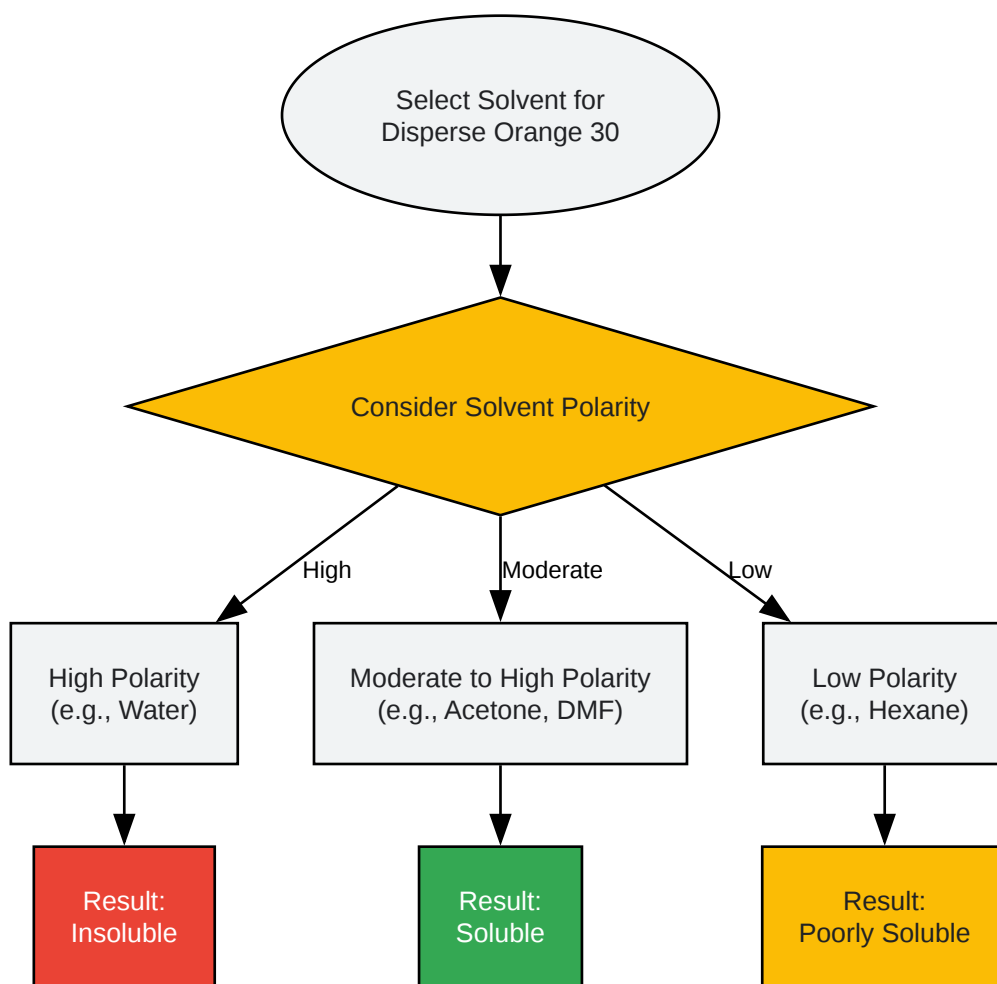 Select Solvent for
Disperse Orange 30
Consider Solvent Polarity
High
Moderate
Low
High Polarity
(e.g., Water)
Moderate to High Polarity
(e.g., Acetone, DMF)
Low Polarity
(e.g., Hexane)
Result:
Insoluble
Result:
Soluble
Result:
Poorly Soluble